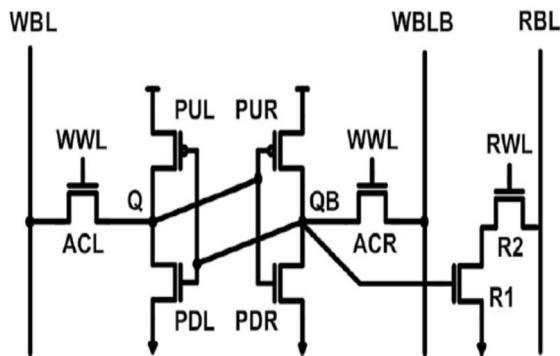 WBL WBLB RBL
PUL PUR
WWL WWL RWL
Q QB
ACL ACR R2
PDL PDR R1